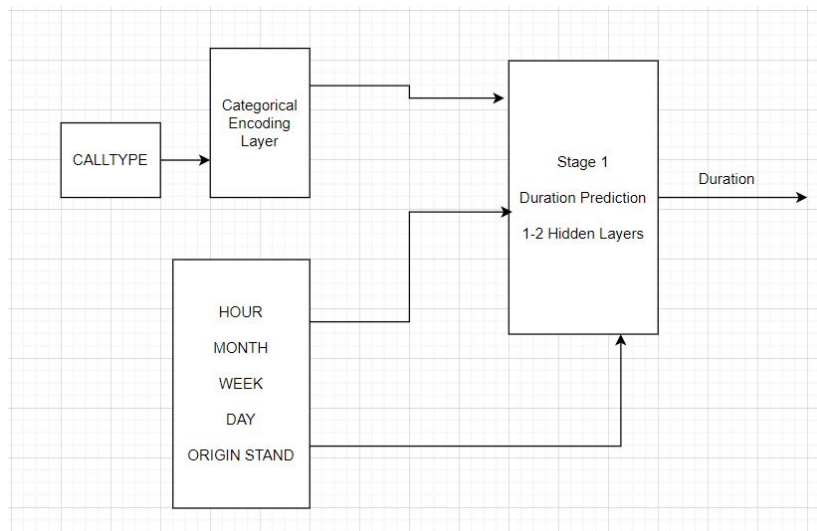 CALLTYPE
Categorical
Encoding
Layer
HOUR
MONTH
WEEK
DAY
ORIGIN STAND
Stage 1
Duration Prediction
1-2 Hidden Layers
Duration